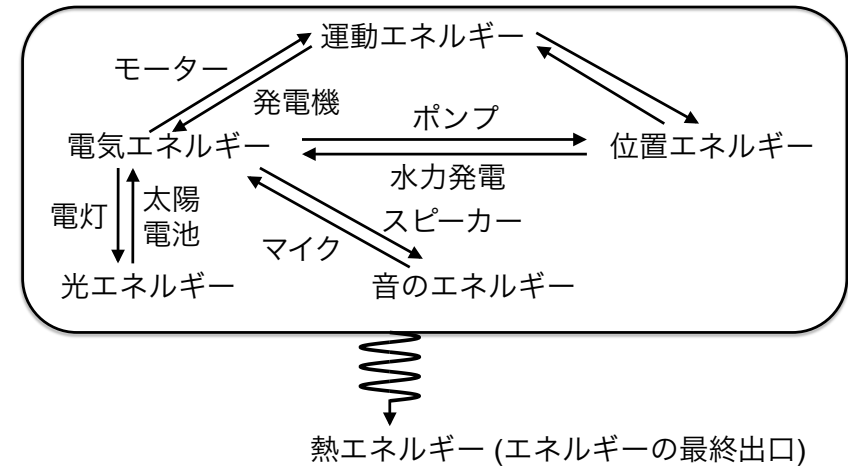 運動エネルギー
モーター
発電機
ポンプ
電気エネルギー
位置エネルギー
水力発電
電灯
太陽
電池
スピーカー
マイク
光エネルギー
音のエネルギー
熱エネルギー (エネルギーの最終出口)